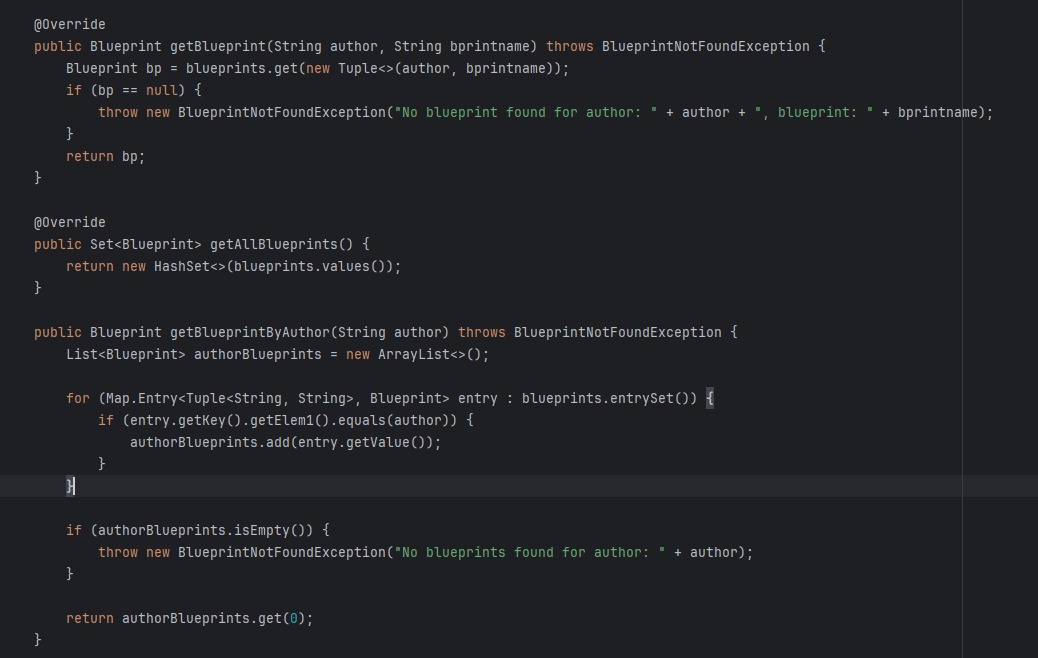 @Override
public Blueprint getBlueprint(String author, String bprintname) throws BlueprintNotFoundException {
    Blueprint bp = blueprints.get(new Tuple<>(author, bprintname));
    if (bp == null) {
        throw new BlueprintNotFoundException("No blueprint found for author: " + author + ", blueprint: " + bprintname);
    }
    return bp;
}
@Override
public Set<Blueprint> getAllBlueprints() {
    return new HashSet<>(blueprints.values());
}
public Blueprint getBlueprintByAuthor(String author) throws BlueprintNotFoundException {
    List<Blueprint> authorBlueprints = new ArrayList<>();
    for (Map.Entry<Tuple<String, String>, Blueprint> entry : blueprints.entrySet()) {
        if (entry.getKey().getElem1().equals(author)) {
            authorBlueprints.add(entry.getValue());
        }
    }
    if (authorBlueprints.isEmpty()) {
        throw new BlueprintNotFoundException("No blueprints found for author: " + author);
    }
    return authorBlueprints.get(0);
}